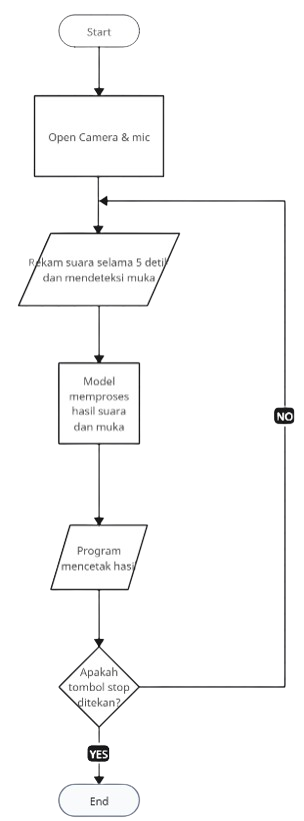 Start
Open Camera & mic
Rekam suara selama 5 detik
dan mendeteksi muka
Model
memproses
hasil suara
dan muka
NO
Program
mencetak hasil
Apakah
tombol stop
ditekan?
YES
End